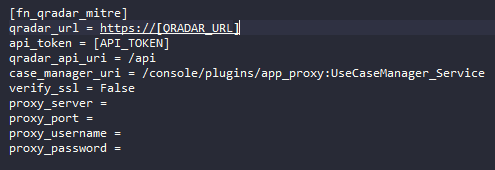 [fn_qradar_mitre]
qradar_url = https://[QRADAR_URL]
api_token = [API_TOKEN]
qradar_api_uri = /api
case_manager_uri = /console/plugins/app_proxy:UseCaseManager_Service
verify_ssl = False
proxy_server =
proxy_port =
proxy_username =
proxy_password =